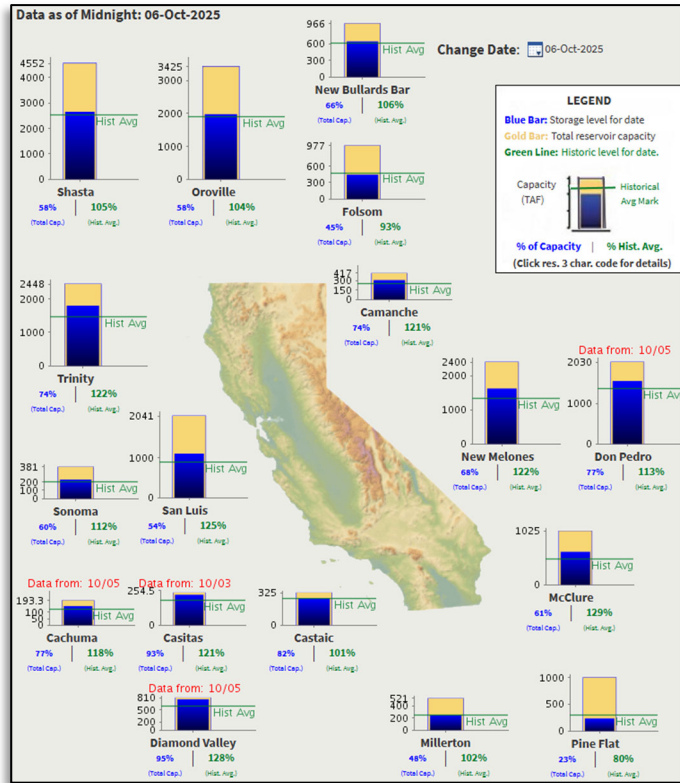 Data as of Midnight: 06-Oct-2025
Change Date: 06-Oct-2025
966
600
300
0
Hist Avg
New Bullards Bar
66% | 106%
(Total Cap.) (Hist. Avg.)
4552
4000
3000
2000
1000
0
Hist Avg
Shasta
58% | 105%
(Total Cap.) (Hist. Avg.)
3425
3000
2000
1000
0
Hist Avg
Oroville
58% | 104%
(Total Cap.) (Hist. Avg.)
977
600
300
0
Hist Avg
Folsom
45% | 93%
(Total Cap.) (Hist. Avg.)
LEGEND
Blue Bar: Storage level for date
Gold Bar: Total reservoir capacity
Green Line: Historic level for date.
Capacity
(TAF)
Historical
Avg Mark
% of Capacity | % Hist. Avg.
(Click res. 3 char. code for details)
417
300
150
0
Hist Avg
Camanche
74% | 121%
(Total Cap.) (Hist. Avg.)
2448
2000
1000
0
Hist Avg
Trinity
74% | 122%
(Total Cap.) (Hist. Avg.)
2400
2000
1000
0
Hist Avg
New Melones
68% | 122%
(Total Cap.) (Hist. Avg.)
Data from: 10/05
2030
1000
0
Hist Avg
Don Pedro
77% | 113%
(Total Cap.) (Hist. Avg.)
2041
1000
0
Hist Avg
San Luis
54% | 125%
(Total Cap.) (Hist. Avg.)
381
200
100
0
Hist Avg
Sonoma
60% | 112%
(Total Cap.) (Hist. Avg.)
1025
500
0
Hist Avg
McClure
61% | 129%
(Total Cap.) (Hist. Avg.)
Data from: 10/05
193.3
100
50
0
Hist Avg
Cachuma
77% | 118%
(Total Cap.) (Hist. Avg.)
Data from: 10/03
254.5
100
0
Hist Avg
Casitas
93% | 121%
(Total Cap.) (Hist. Avg.)
325
100
0
Hist Avg
Castaic
82% | 101%
(Total Cap.) (Hist. Avg.)
Data from: 10/05
810
500
200
0
Hist Avg
Diamond Valley
95% | 128%
(Total Cap.) (Hist. Avg.)
521
400
200
0
Hist Avg
Millerton
48% | 102%
(Total Cap.) (Hist. Avg.)
1000
500
0
Hist Avg
Pine Flat
23% | 80%
(Total Cap.) (Hist. Avg.)